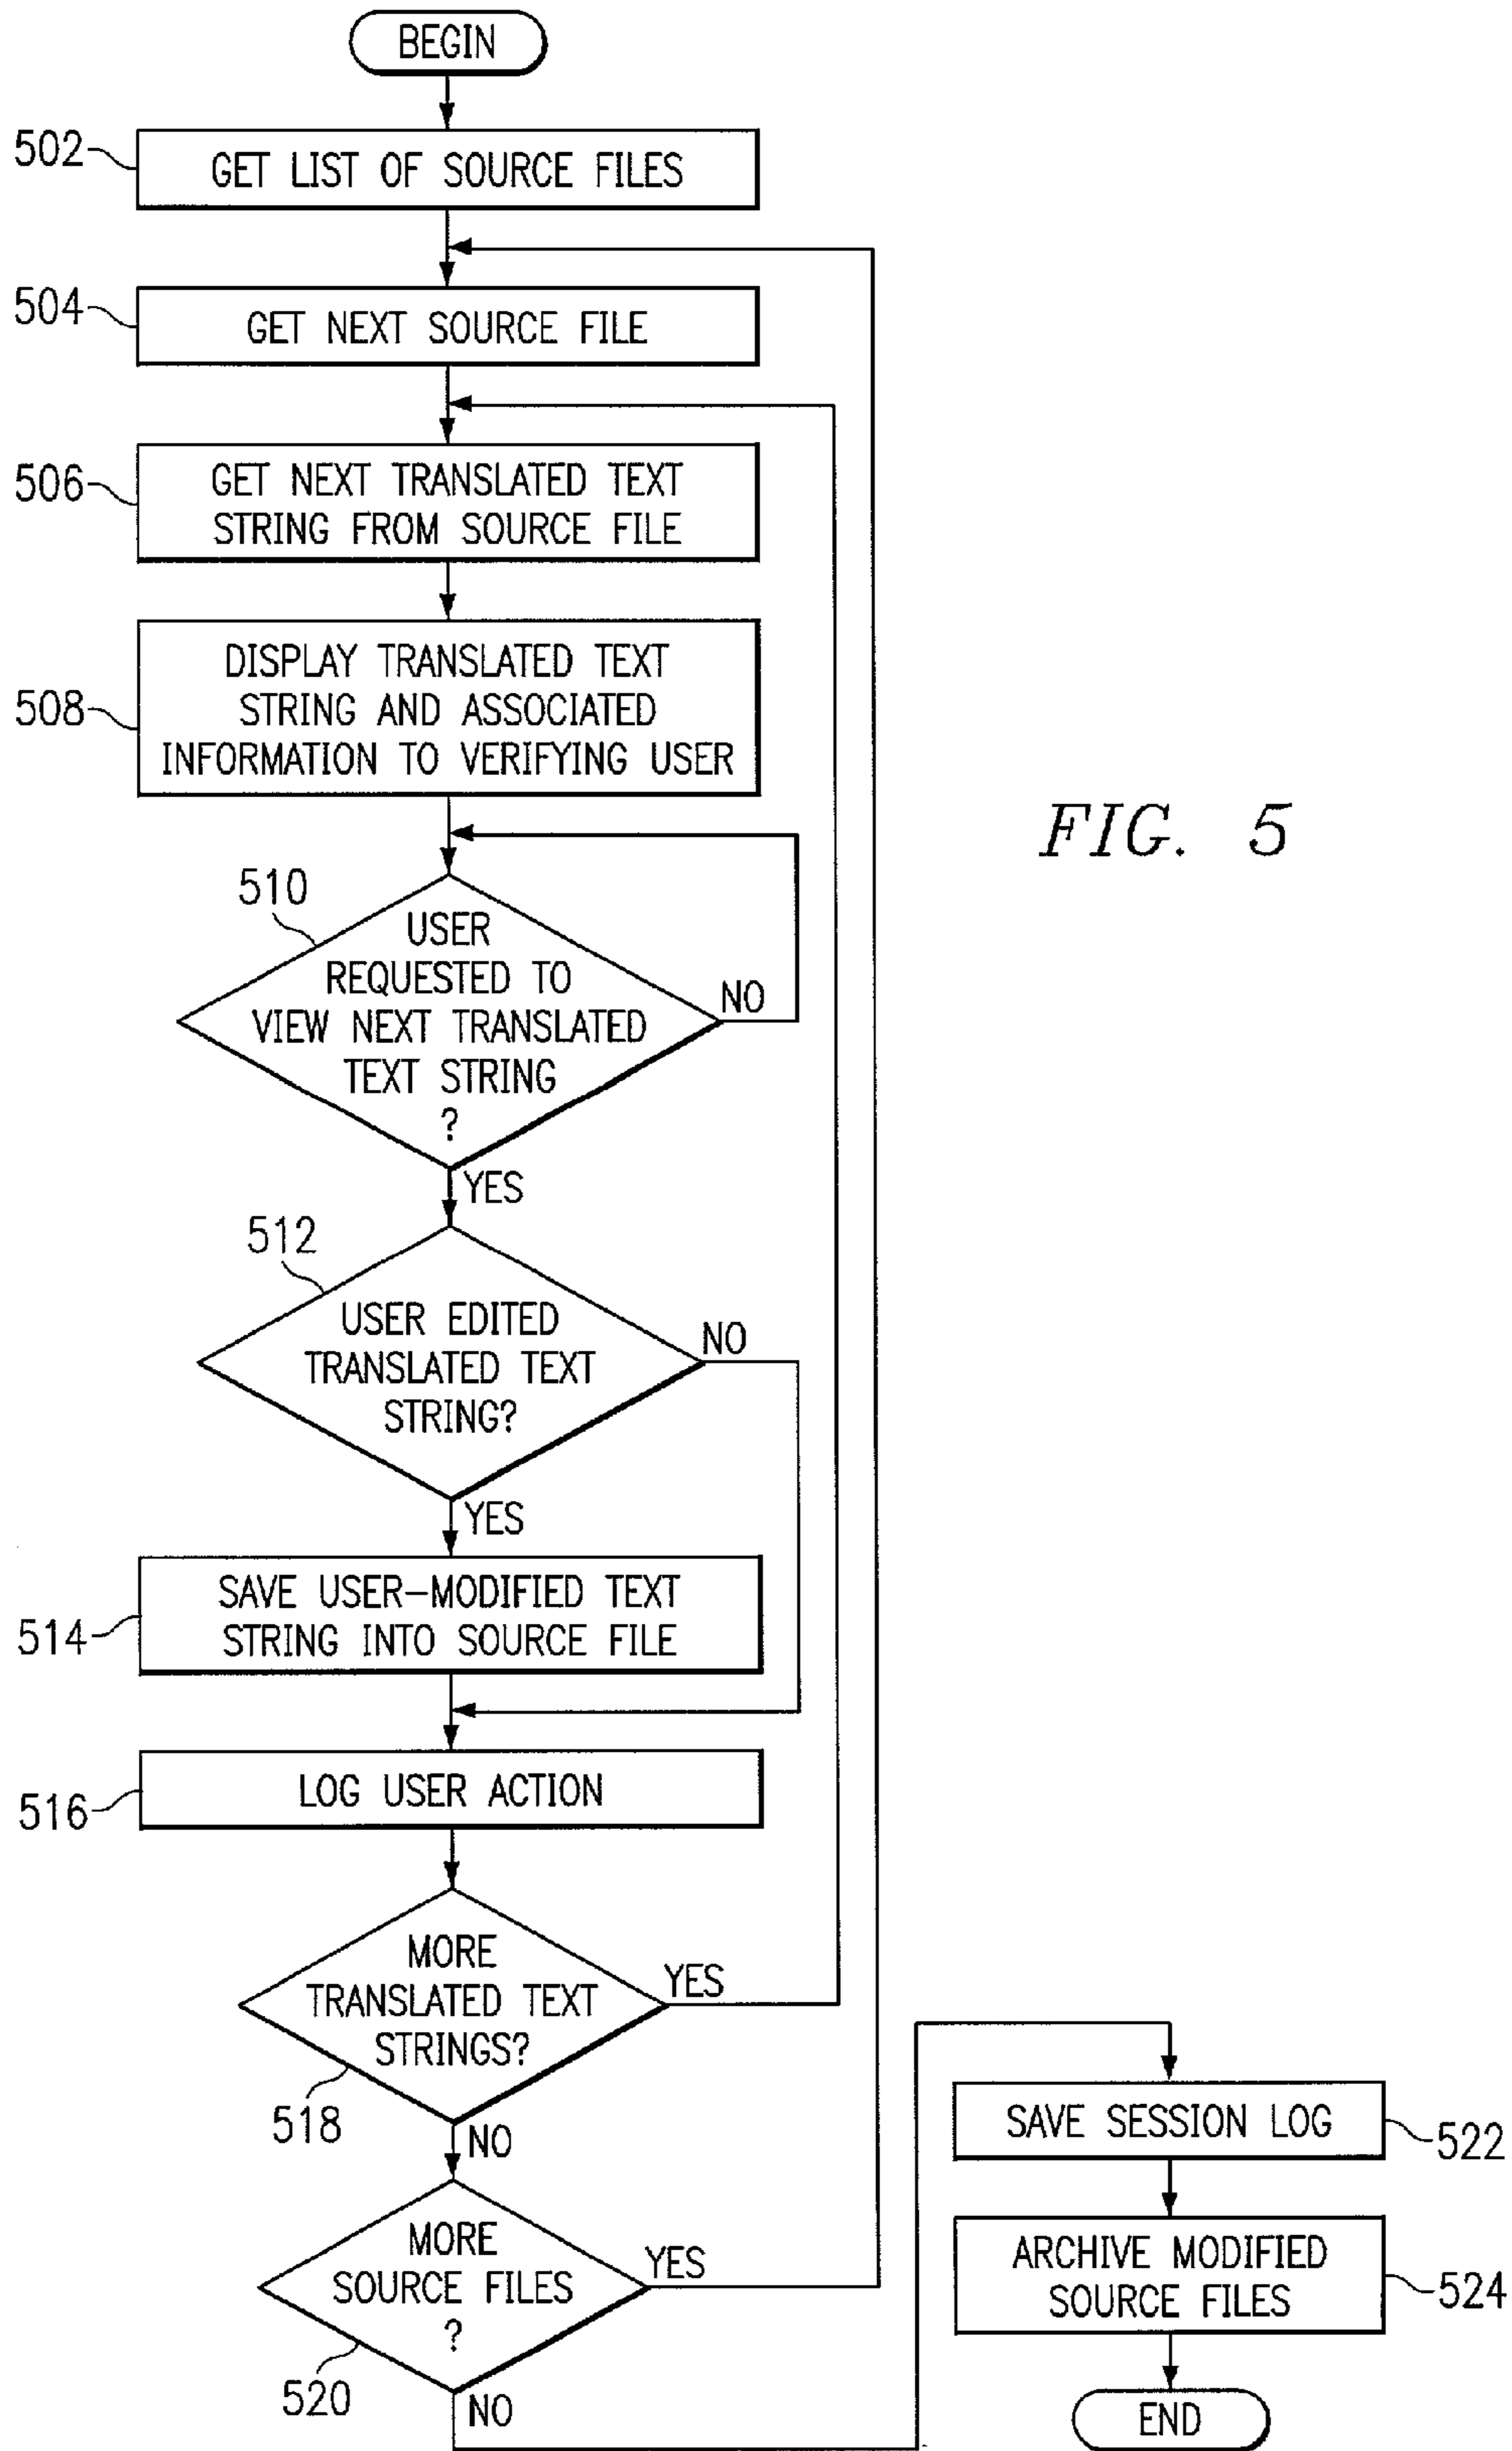 BEGIN
502
GET LIST OF SOURCE FILES
504
GET NEXT SOURCE FILE
506
GET NEXT TRANSLATED TEXT
STRING FROM SOURCE FILE
508
DISPLAY TRANSLATED TEXT
STRING AND ASSOCIATED
INFORMATION TO VERIFYING USER
FIG. 5
510
USER
REQUESTED TO
VIEW NEXT TRANSLATED
TEXT STRING
?
NO
YES
512
USER EDITED
TRANSLATED TEXT
STRING?
NO
YES
514
SAVE USER-MODIFIED TEXT
STRING INTO SOURCE FILE
516
LOG USER ACTION
MORE
TRANSLATED TEXT
STRINGS?
YES
518
NO
MORE
SOURCE FILES
?
YES
520
NO
SAVE SESSION LOG
522
ARCHIVE MODIFIED
SOURCE FILES
524
END